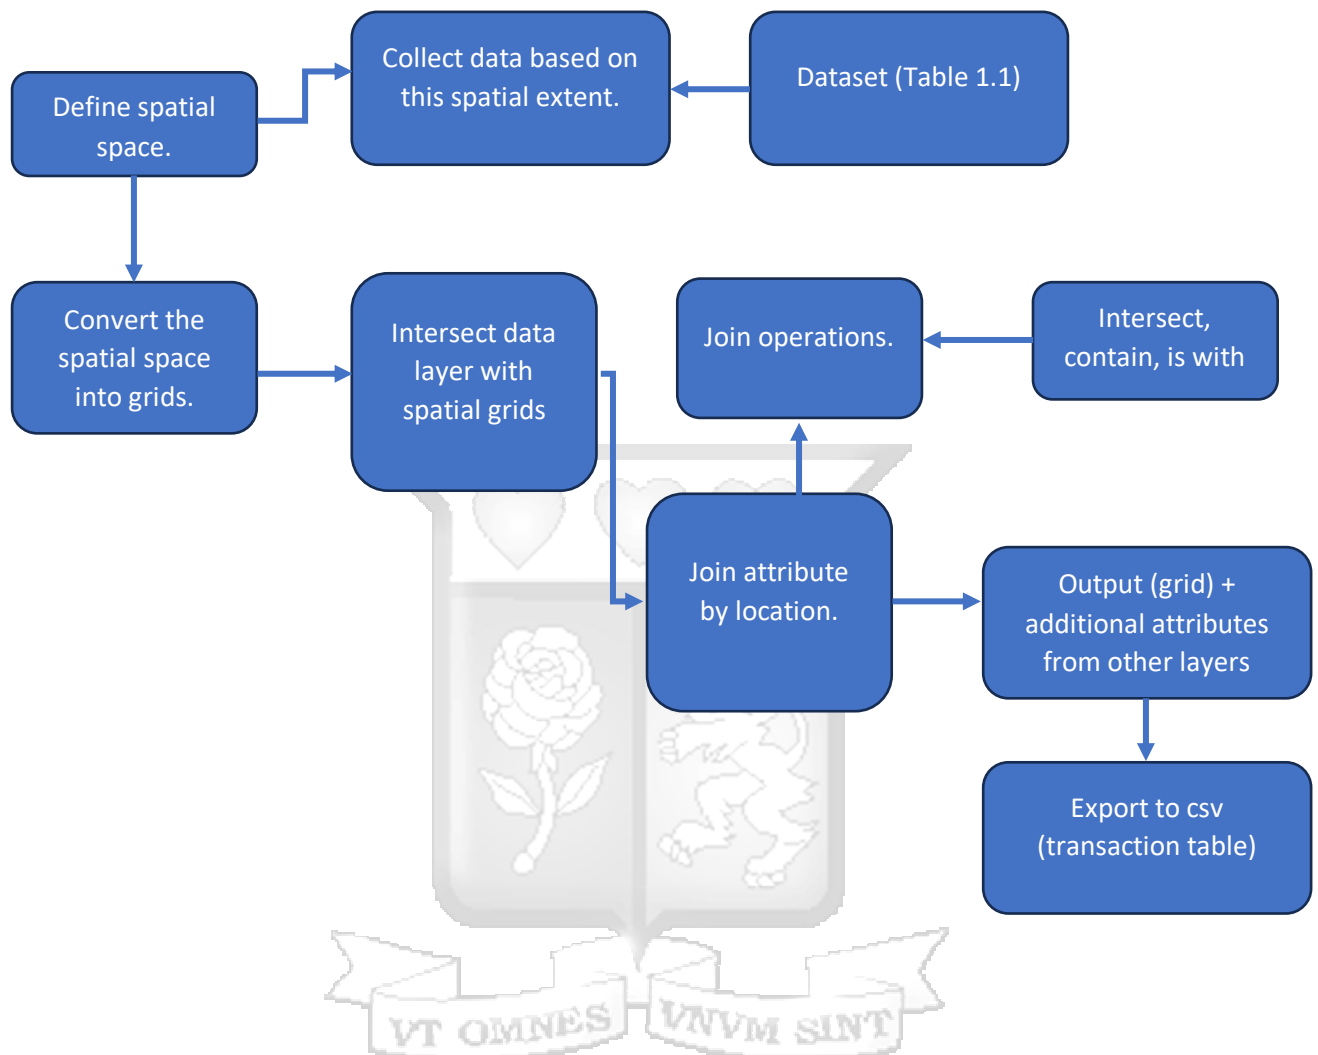 Collect data based on
this spatial extent.
Dataset (Table 1.1)
Define spatial
space.
Convert the
spatial space
into grids.
Intersect data
layer with
spatial grids
Join operations.
Intersect,
contain, is with
Join attribute
by location.
Output (grid) +
additional attributes
from other layers
Export to csv
(transaction table)
VT OMNES VNVM SINT